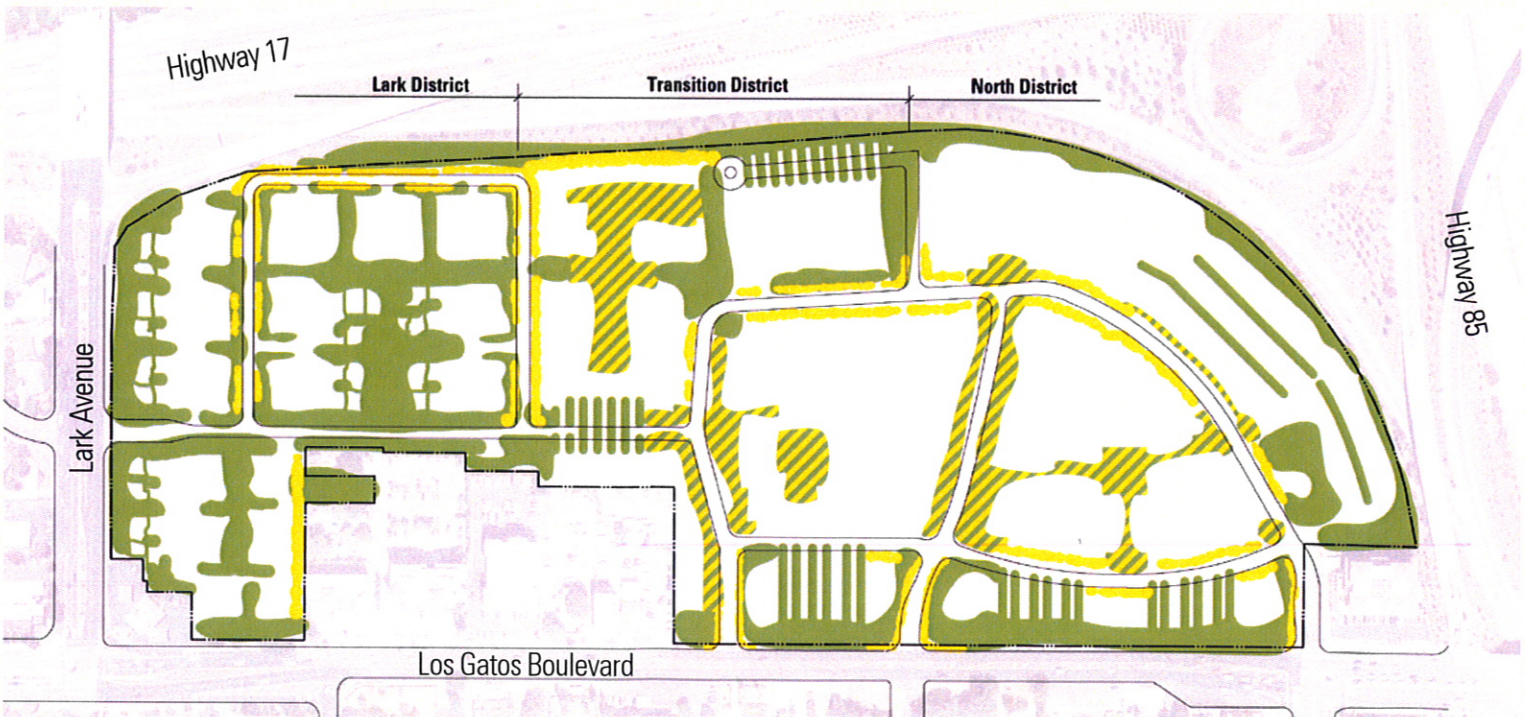 Highway 17
Lark District
Transition District
North District
Highway 85
Lark Avenue
Los Gatos Boulevard